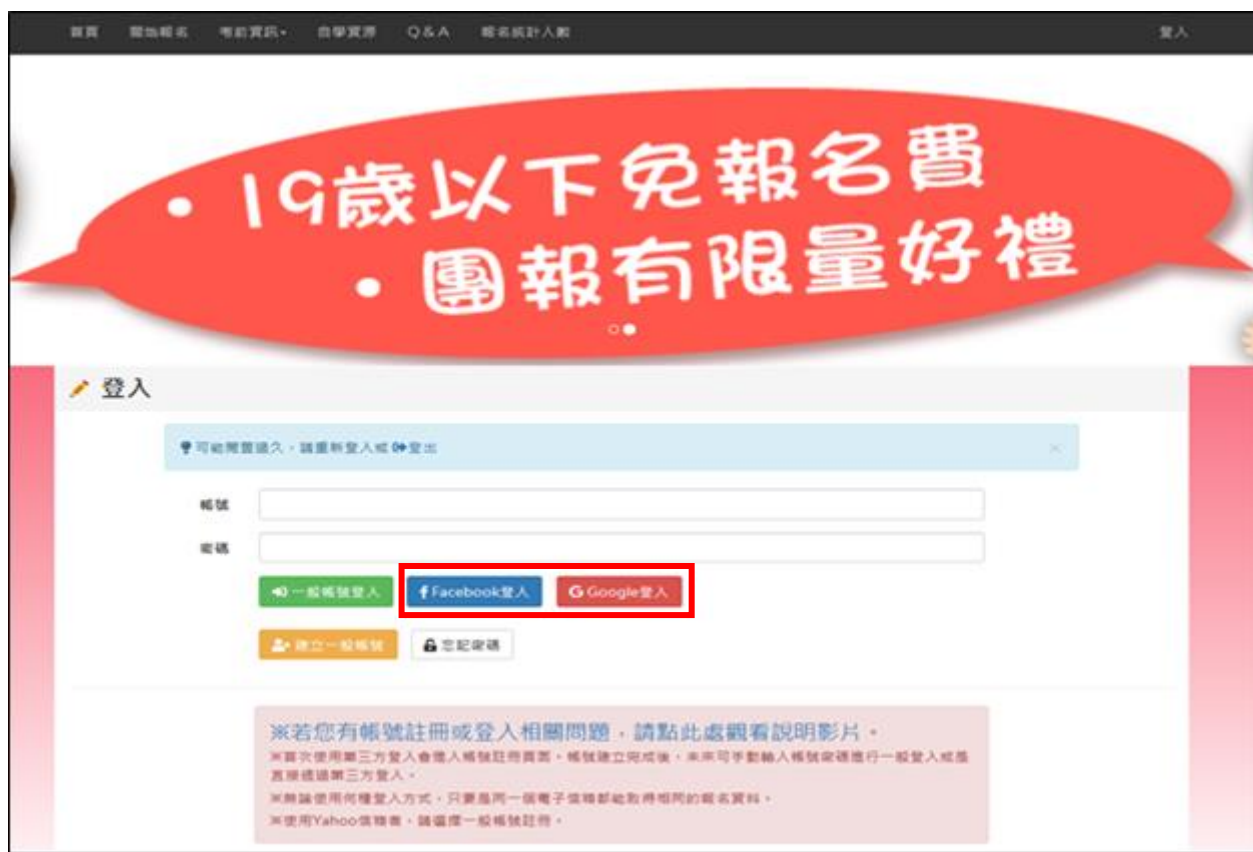 首頁 開始報名 考前資訊 自學資源 Q&A 報名統計人數 登入
• 19歲以下免報名費
• 團報有限量好禮
登入
可能閒置過久，請重新登入或 登出 ×
帳號
密碼
一般帳號登入 Facebook登入 Google登入
建立一般帳號 忘記密碼
※若您有帳號註冊或登入相關問題，請點此處觀看說明影片。
※首次使用第三方登入會進入帳號註冊頁面，帳號建立完成後，未來可手動輸入帳號密碼進行一般登入或是
直接透過第三方登入。
※無論使用何種登入方式，只要是同一個電子信箱都能取得相同的報名資料。
※使用Yahoo信箱者，請選擇一般帳號註冊。